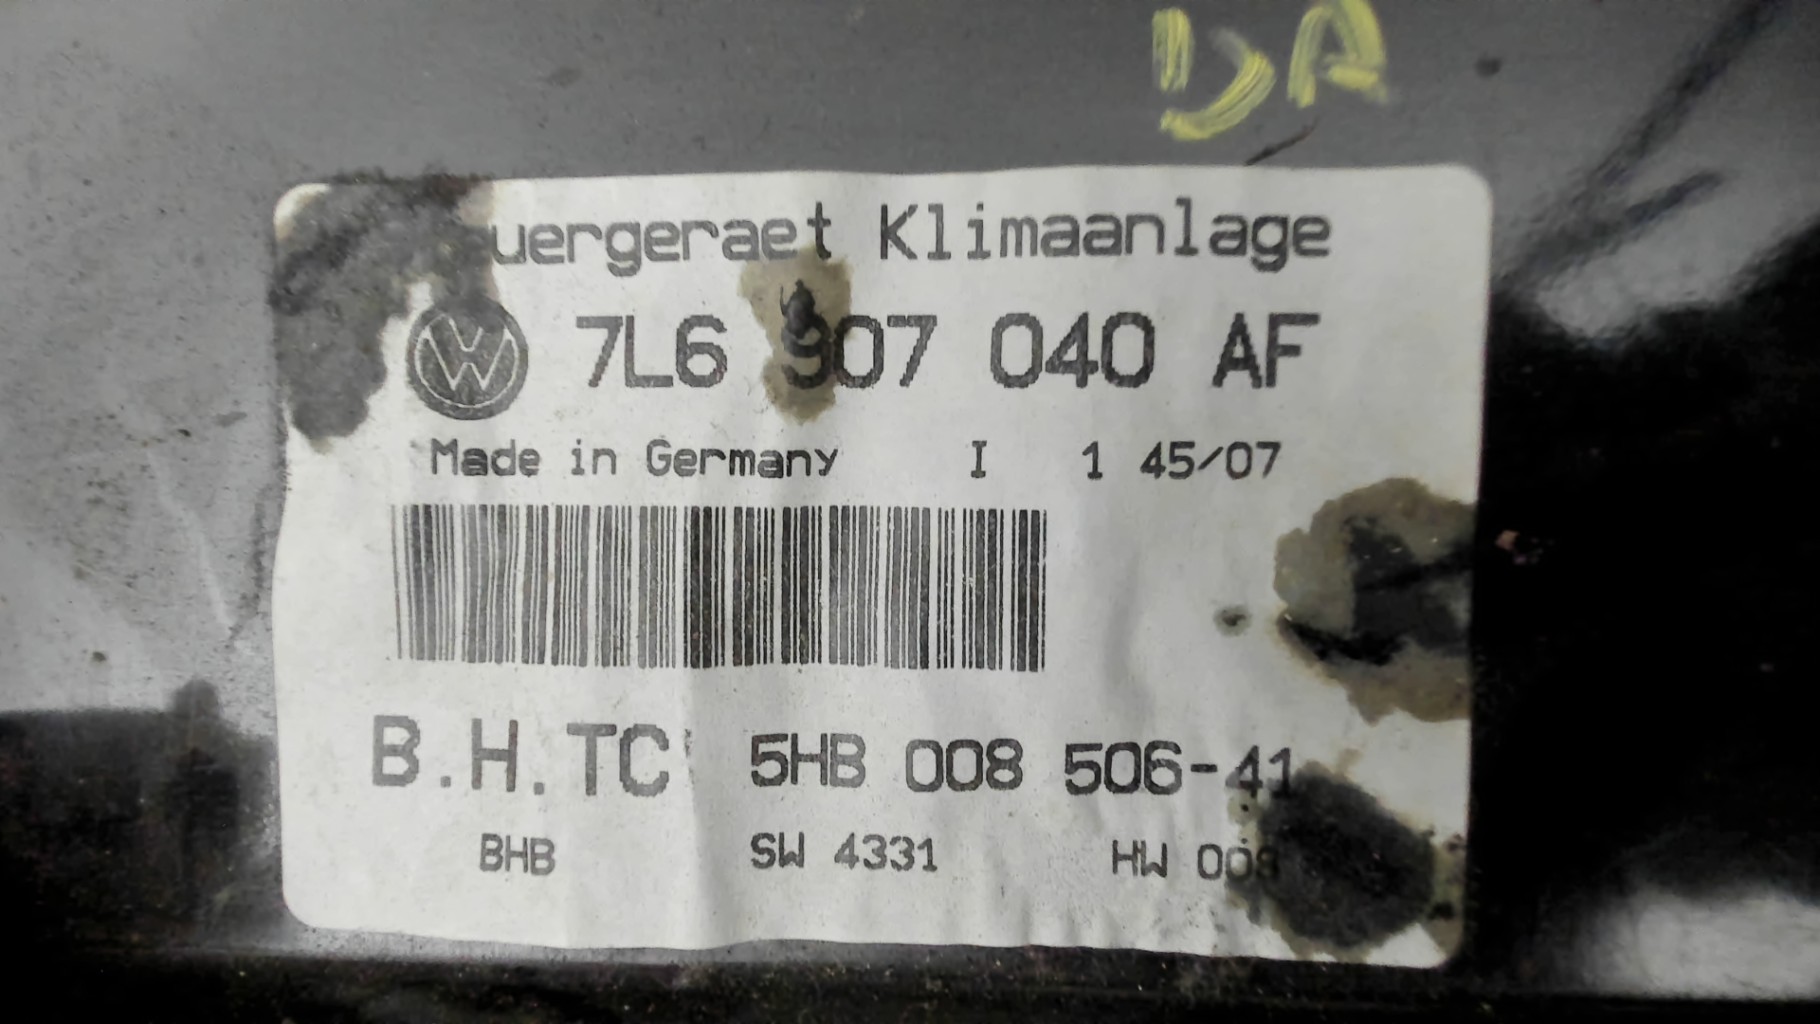 DA
uergeraet Klimaanlage
7L6 907 040 AF
Made in Germany I 1 45/07
B.H.TC 5HB 008 506-41
BHB SW 4331 HW